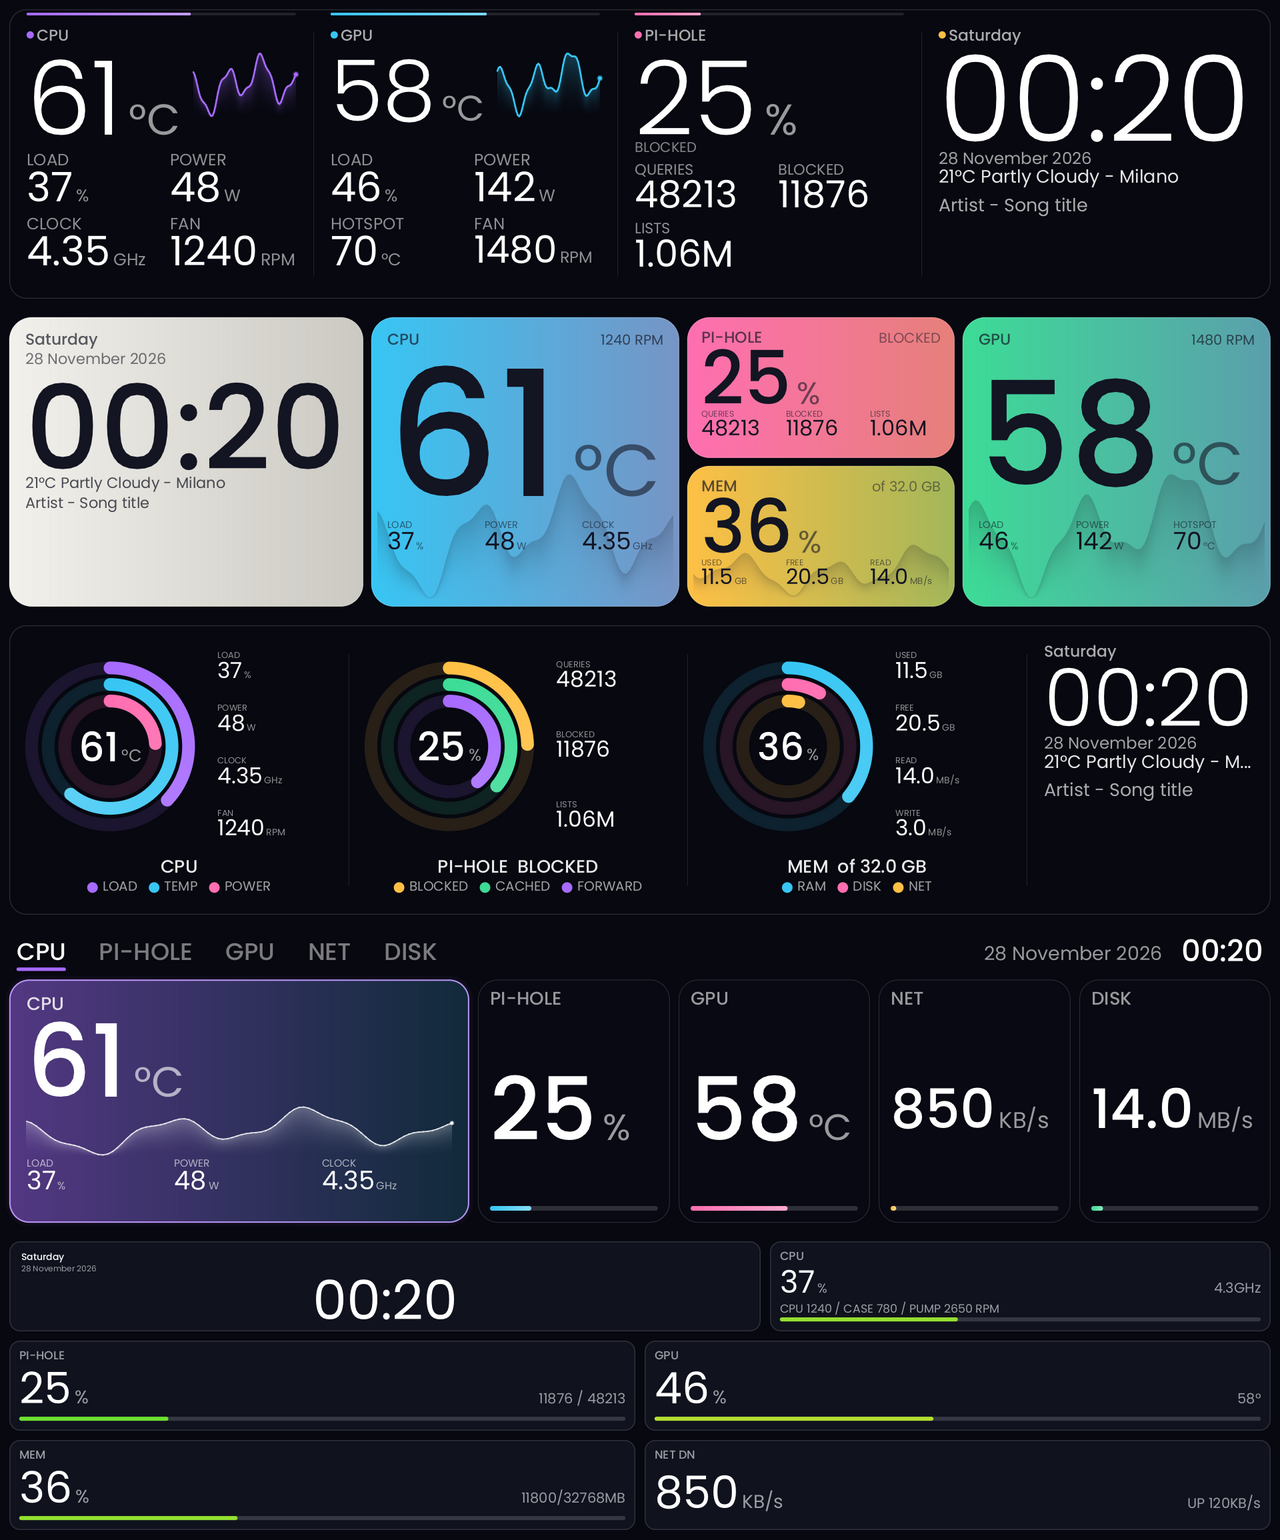 CPU
61 °C
LOAD POWER
37 % 48 W
CLOCK FAN
4.35 GHz 1240 RPM
GPU
58 °C
LOAD POWER
46 % 142 W
HOTSPOT FAN
70 °C 1480 RPM
PI-HOLE
25 %
BLOCKED
QUERIES BLOCKED
48213 11876
LISTS
1.06M
Saturday
00:20
28 November 2026
21°C Partly Cloudy - Milano
Artist - Song title
Saturday
28 November 2026
00:20
21°C Partly Cloudy - Milano
Artist - Song title
CPU 1240 RPM
61 °C
LOAD POWER CLOCK
37 % 48 W 4.35 GHz
PI-HOLE BLOCKED
25 %
QUERIES BLOCKED LISTS
48213 11876 1.06M
MEM of 32.0 GB
36 %
USED FREE READ
11.5 GB 20.5 GB 14.0 MB/s
GPU 1480 RPM
58 °C
LOAD POWER HOTSPOT
46 % 142 W 70 °C
61 °C
LOAD
37 %
POWER
48 W
CLOCK
4.35 GHz
FAN
1240 RPM
CPU
LOAD TEMP POWER
25 %
QUERIES
48213
BLOCKED
11876
LISTS
1.06M
PI-HOLE BLOCKED
BLOCKED CACHED FORWARD
36 %
USED
11.5 GB
FREE
20.5 GB
READ
14.0 MB/s
WRITE
3.0 MB/s
MEM of 32.0 GB
RAM DISK NET
Saturday
00:20
28 November 2026
21°C Partly Cloudy - M...
Artist - Song title
CPU PI-HOLE GPU NET DISK 28 November 2026 00:20
CPU
61 °C
LOAD POWER CLOCK
37 % 48 W 4.35 GHz
PI-HOLE
25 %
GPU
58 °C
NET
850 KB/s
DISK
14.0 MB/s
Saturday
28 November 2026
00:20
CPU
37 % 4.3GHz
CPU 1240 / CASE 780 / PUMP 2650 RPM
PI-HOLE
25 % 11876 / 48213
GPU
46 % 58°
MEM
36 % 11800/32768MB
NET DN
850 KB/s UP 120KB/s